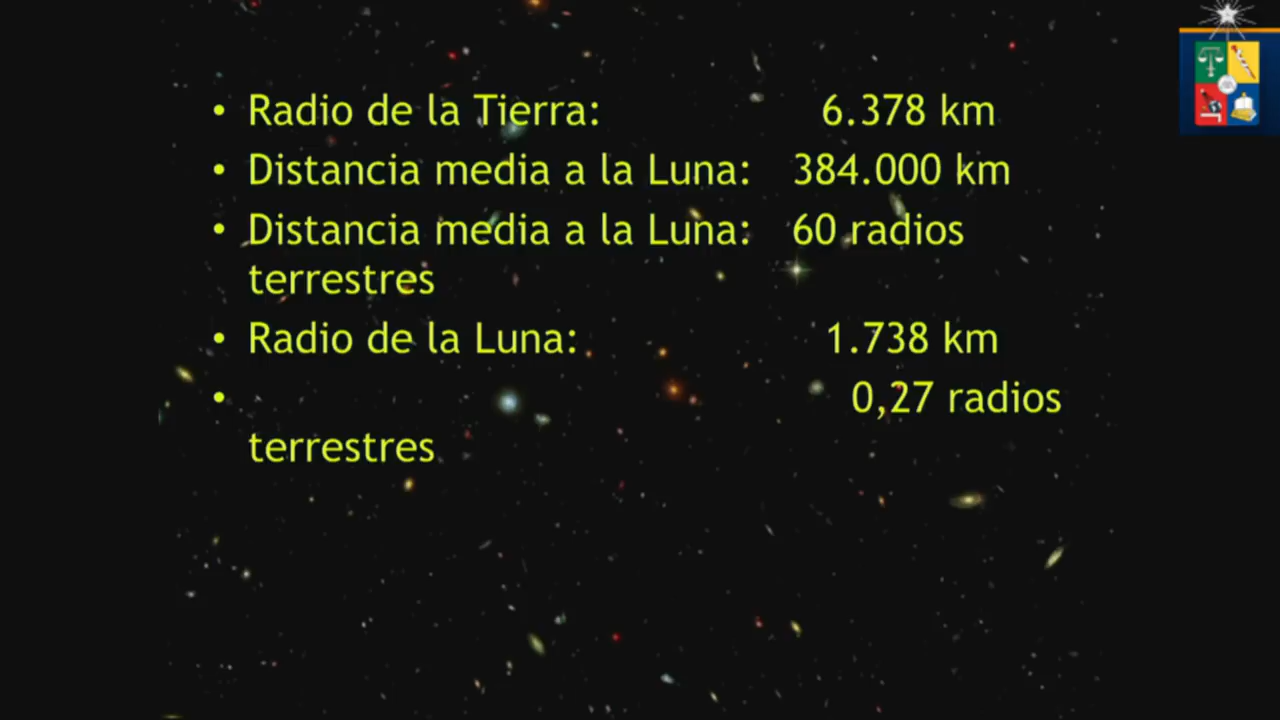 • Radio de la Tierra: 6.378 km
• Distancia media a la Luna: 384.000 km
• Distancia media a la Luna: 60 radios
terrestres
• Radio de la Luna: 1.738 km
• 0,27 radios
terrestres